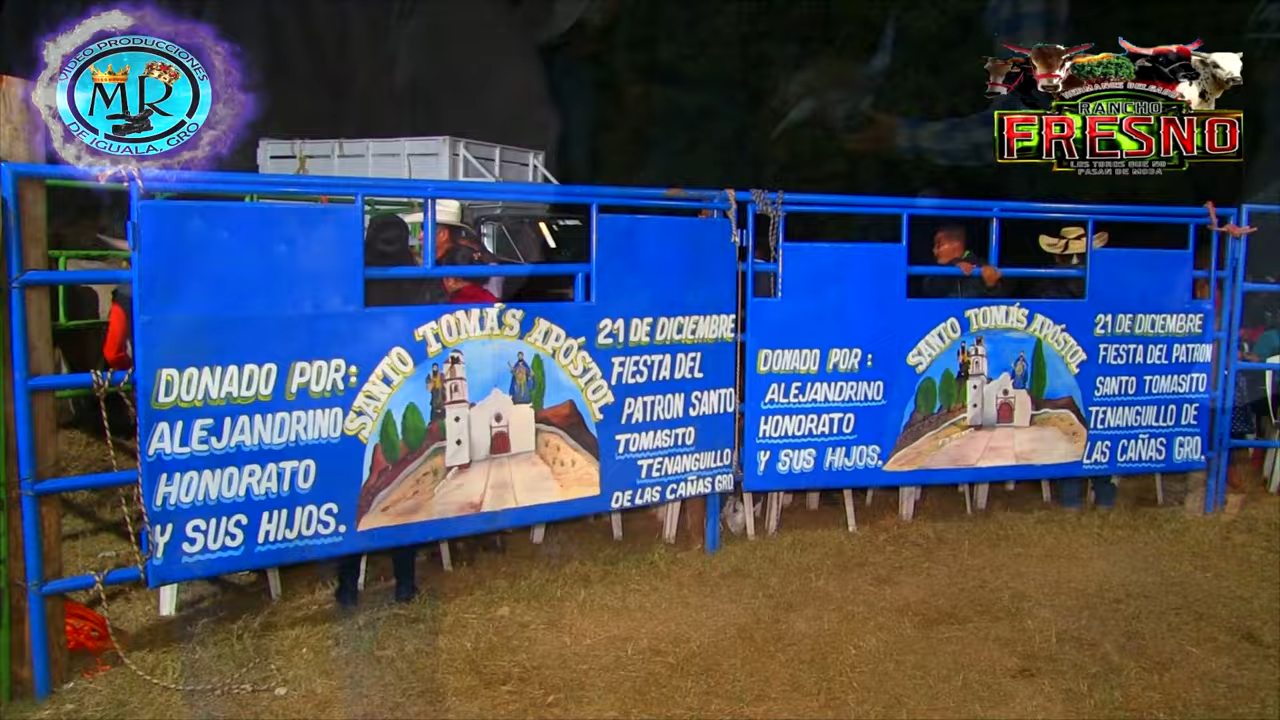 VIDEO PRODUCCIONES
MR
DE IGUALA, GRO
HERMANOS DELGADO
RANCHO
FRESNO
LOS TOROS QUE NO
PASAN DE MODA
DONADO POR:
ALEJANDRINO
HONORATO
Y SUS HIJOS.
SANTO TOMÁS APÓSTOL
21 DE DICIEMBRE
FIESTA DEL
PATRON SANTO
TOMASITO
TENANGUILLO
DE LAS CAÑAS GRO.
DONADO POR:
ALEJANDRINO
HONORATO
Y SUS HIJOS.
SANTO TOMÁS APÓSTOL
21 DE DICIEMBRE
FIESTA DEL PATRON
SANTO TOMASITO
TENANGUILLO DE
LAS CAÑAS GRO.